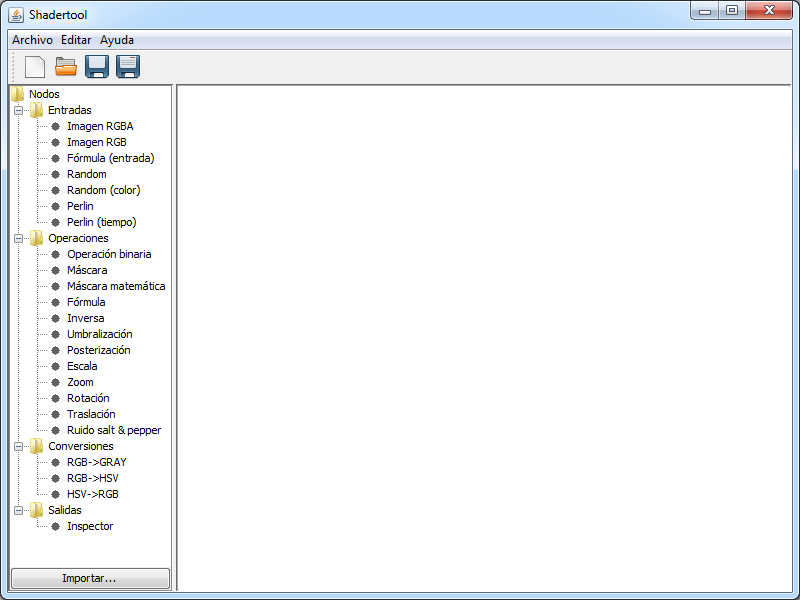 Shadertool
Archivo Editar Ayuda
Nodos
Entradas
Imagen RGBA
Imagen RGB
Fórmula (entrada)
Random
Random (color)
Perlin
Perlin (tiempo)
Operaciones
Operación binaria
Máscara
Máscara matemática
Fórmula
Inversa
Umbralización
Posterización
Escala
Zoom
Rotación
Traslación
Ruido salt & pepper
Conversiones
RGB->GRAY
RGB->HSV
HSV->RGB
Salidas
Inspector
Importar...